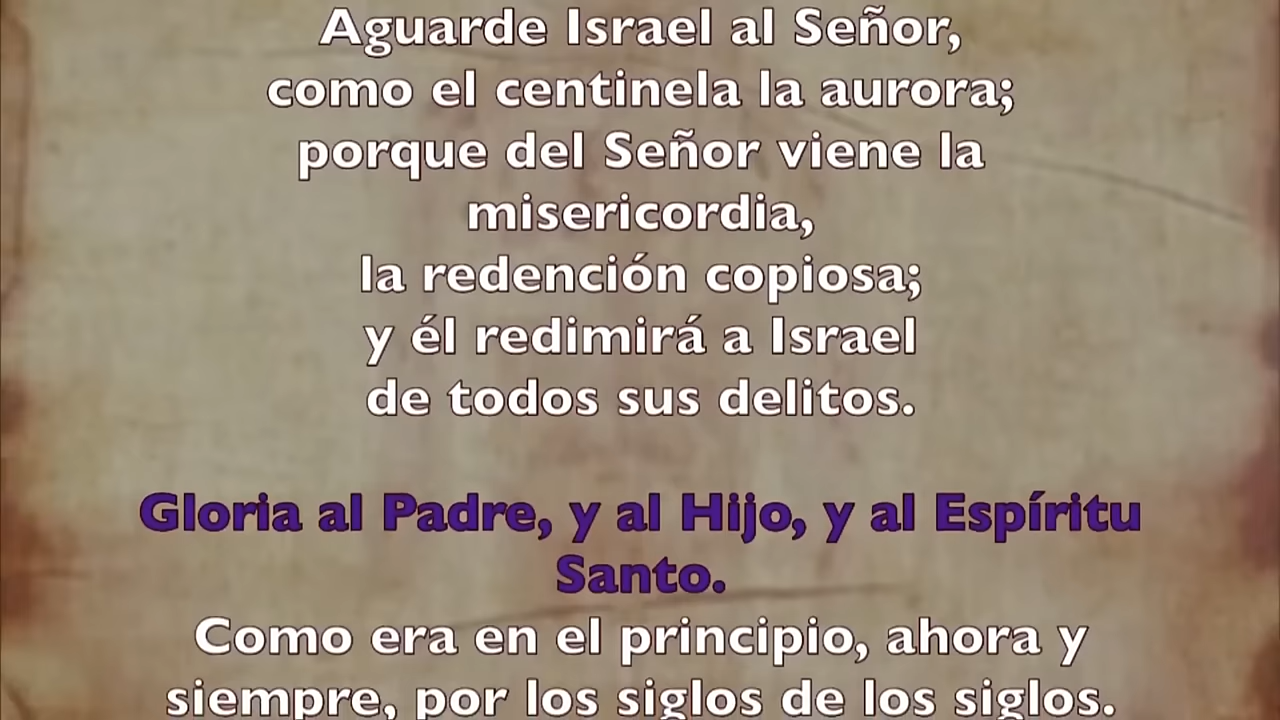 Aguarde Israel al Señor,
como el centinela la aurora;
porque del Señor viene la
misericordia,
la redención copiosa;
y él redimirá a Israel
de todos sus delitos.
Gloria al Padre, y al Hijo, y al Espíritu
Santo.
Como era en el principio, ahora y
siempre, por los siglos de los siglos.